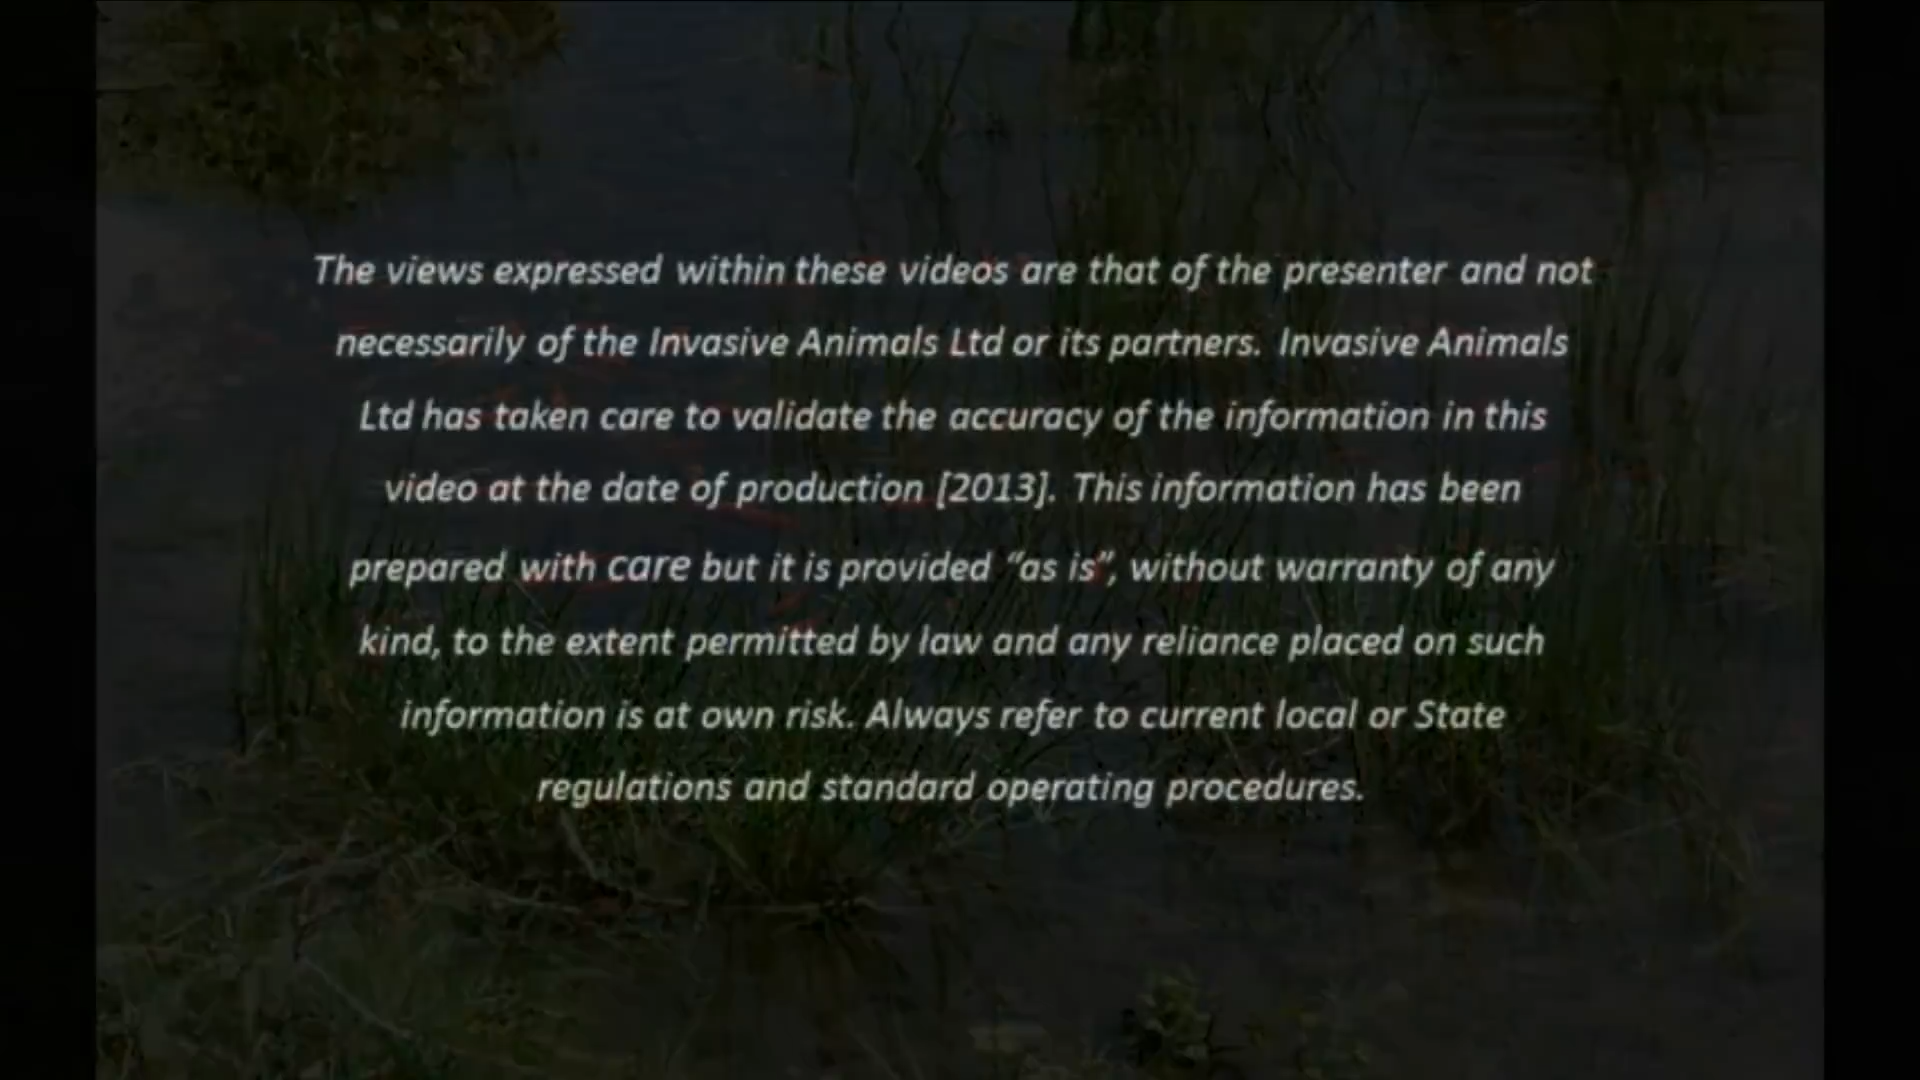 The views expressed within these videos are that of the presenter and not
necessarily of the Invasive Animals Ltd or its partners. Invasive Animals
Ltd has taken care to validate the accuracy of the information in this
video at the date of production [2013]. This information has been
prepared with care but it is provided “as is”, without warranty of any
kind, to the extent permitted by law and any reliance placed on such
information is at own risk. Always refer to current local or State
regulations and standard operating procedures.